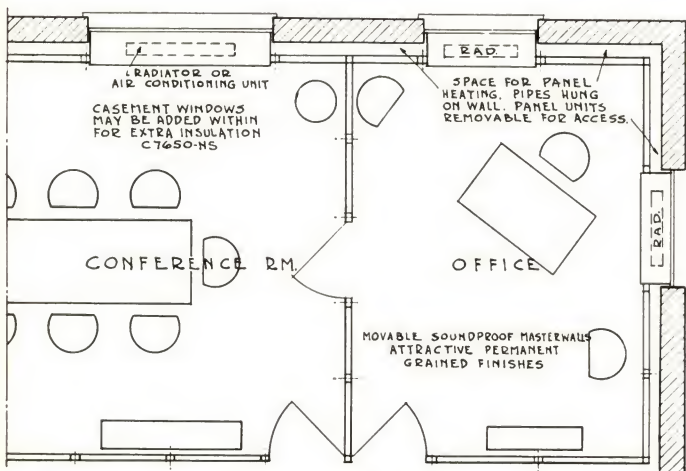 RADIATOR OR
AIR CONDITIONING UNIT
CASEMENT WINDOWS
MAY BE ADDED WITHIN
FOR EXTRA INSULATION
C7650-NS
RAD.
SPACE FOR PANEL
HEATING. PIPES HUNG
ON WALL. PANEL UNITS
REMOVABLE FOR ACCESS.
RAD.
CONFERENCE RM.
OFFICE
MOVABLE SOUNDPROOF MASTERWALLS
ATTRACTIVE PERMANENT
GRAINED FINISHES